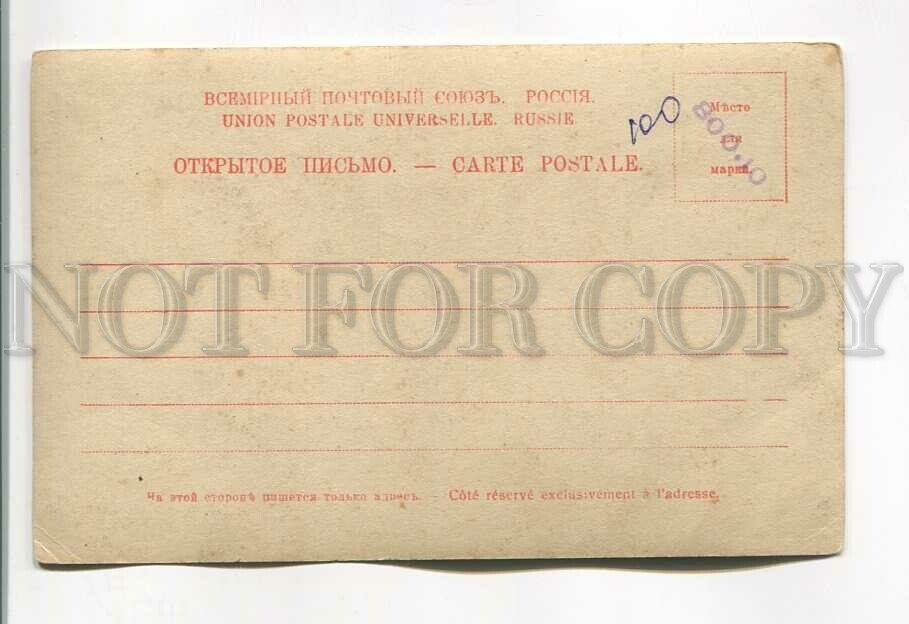 ВСЕМІРНЫЙ ПОЧТОВЫЙ СОЮЗЪ. РОССІЯ.
UNION POSTALE UNIVERSELLE. RUSSIE
ОТКРЫТОЕ ПИСЬМО. — CARTE POSTALE.
100
Мѣсто
для
марки.
NOT FOR COPY
На этой сторонѣ пишется только адресъ. – Côté réservé exclusivement à l'adresse.